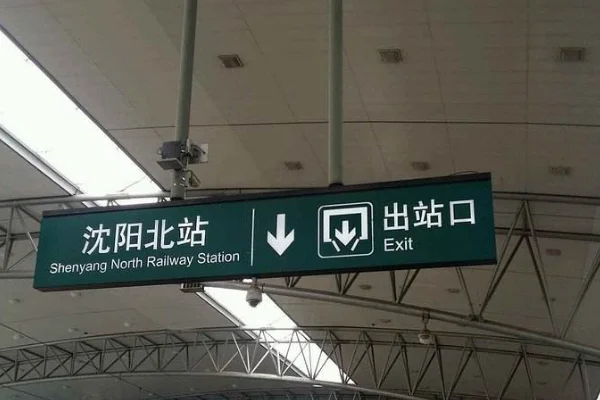 沈阳北站
Shenyang North Railway Station
出站口
Exit